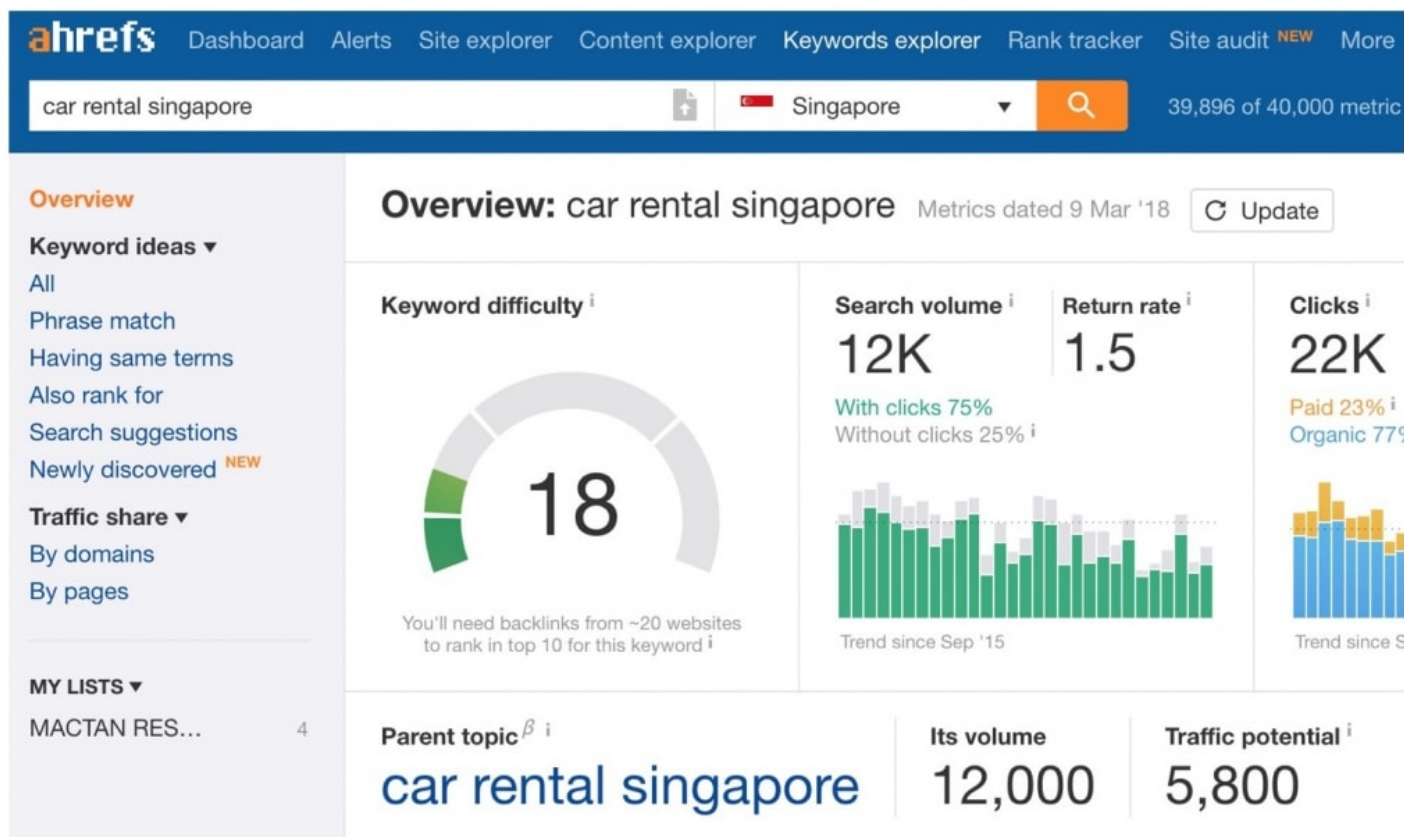 ahrefs Dashboard Alerts Site explorer Content explorer Keywords explorer Rank tracker Site audit NEW More
car rental singapore Singapore 39,896 of 40,000 metric
Overview
Keyword ideas
All
Phrase match
Having same terms
Also rank for
Search suggestions
Newly discovered NEW
Traffic share
By domains
By pages
MY LISTS
MACTAN RES... 4
Overview: car rental singapore Metrics dated 9 Mar '18 Update
Keyword difficulty i
18
You'll need backlinks from ~20 websites
to rank in top 10 for this keyword i
Search volume i
12K
Return rate i
1.5
With clicks 75%
Without clicks 25% i
Trend since Sep '15
Clicks i
22K
Paid 23% i
Organic 77%
Trend since S
Parent topic β i
car rental singapore
Its volume
12,000
Traffic potential i
5,800